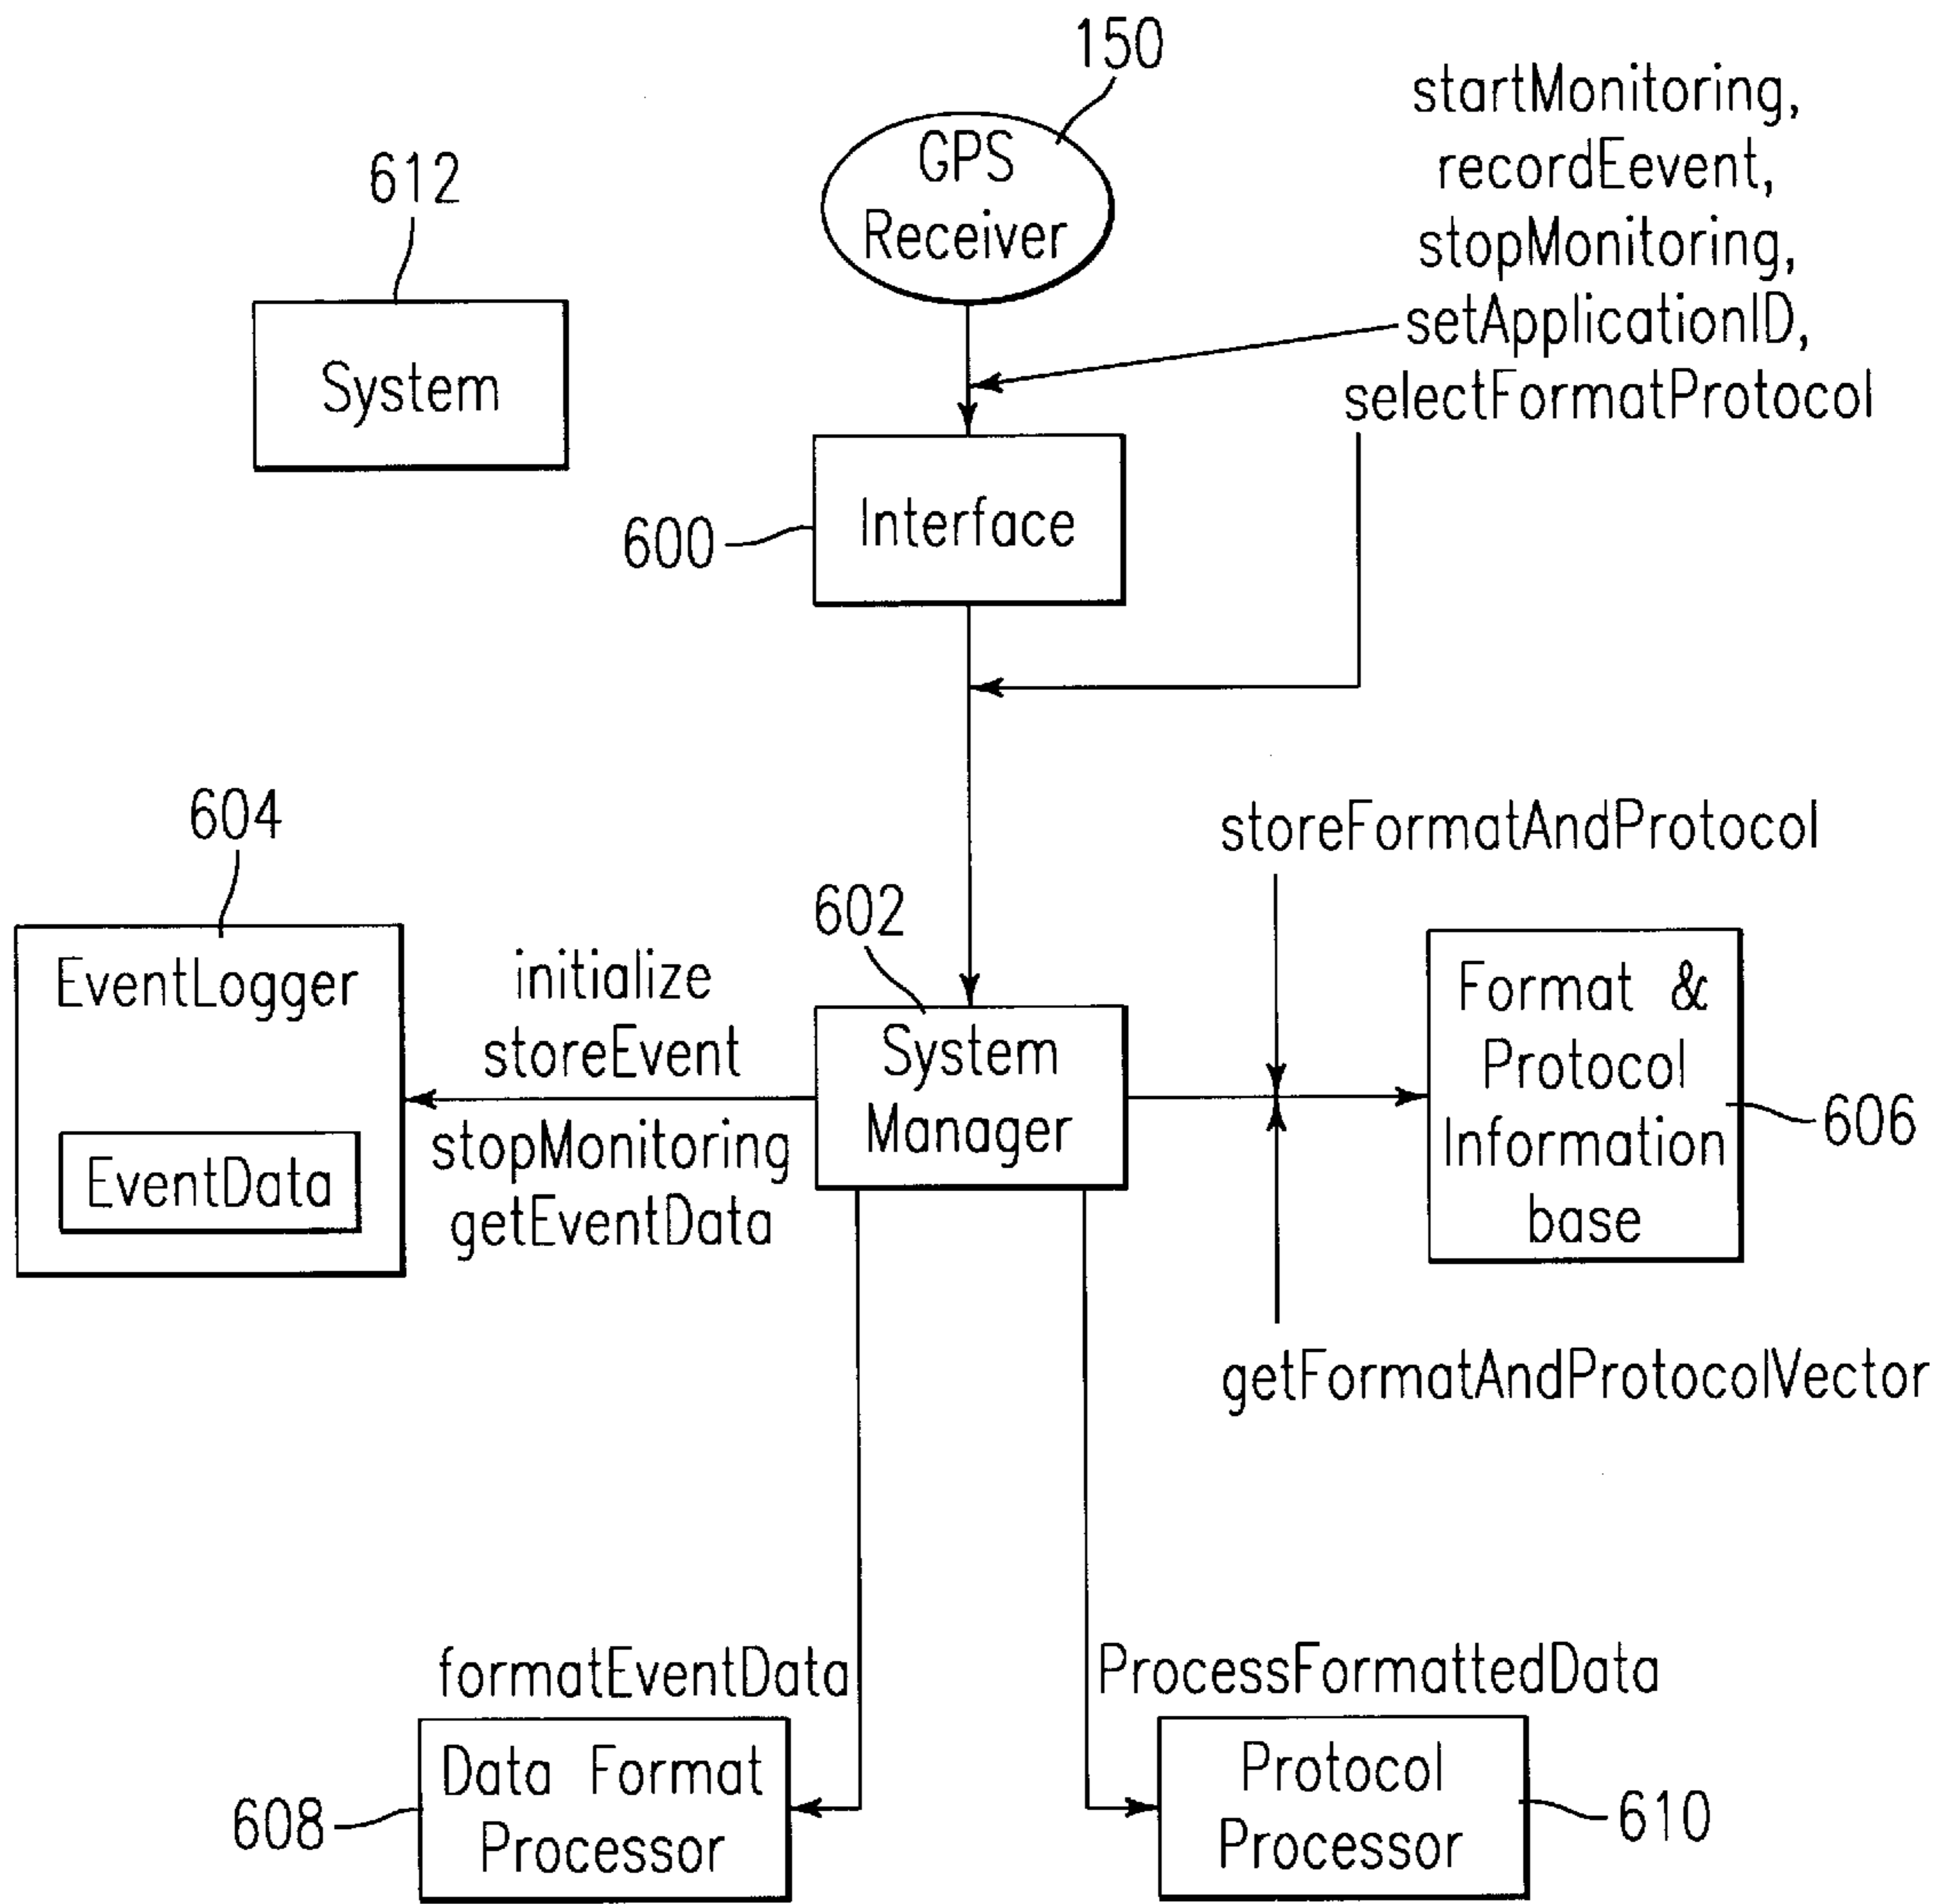 150
GPS
Receiver
startMonitoring,
recordEevent,
stopMonitoring,
setApplicationID,
selectFormatProtocol
612
System
600
Interface
604
EventLogger
EventData
initialize
storeEvent
stopMonitoring
getEventData
602
System
Manager
storeFormatAndProtocol
Format &
Protocol
Information
base
606
getFormatAndProtocolVector
formatEventData
ProcessFormattedData
Data Format
Processor
608
Protocol
Processor
610